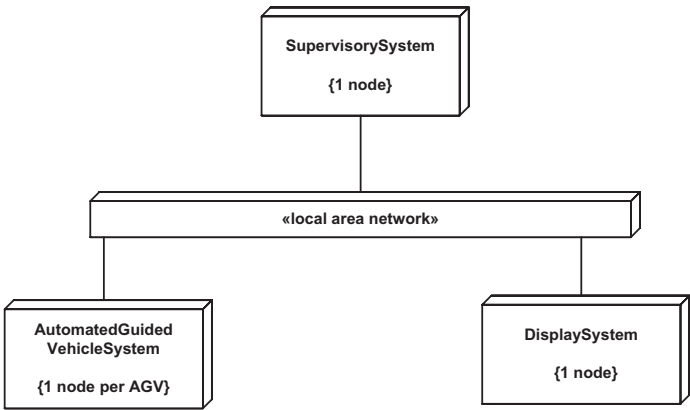 SupervisorySystem
{1 node}
«local area network»
AutomatedGuided
VehicleSystem
{1 node per AGV}
DisplaySystem
{1 node}